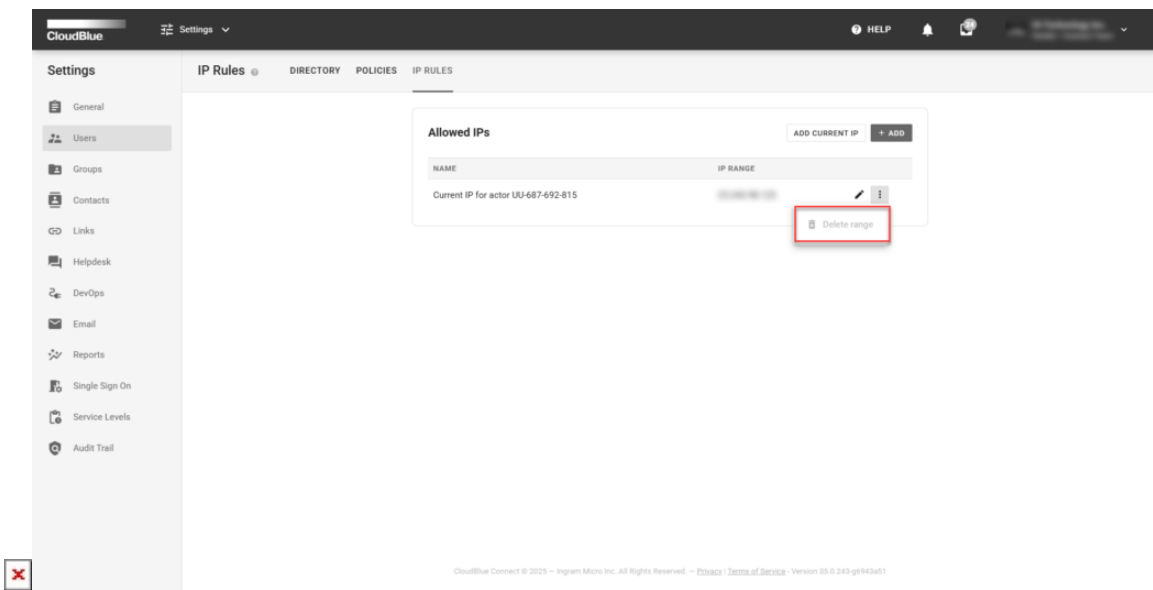 CloudBlue
Settings
HELP
24
Settings
IP Rules
DIRECTORY POLICIES IP RULES
General
Users
Groups
Contacts
Links
Helpdesk
DevOps
Email
Reports
Single Sign On
Service Levels
Audit Trail
Allowed IPs
ADD CURRENT IP
+ ADD
NAME IP RANGE
Current IP for actor UU-687-692-815
Delete range
CloudBlue Connect © 2025 — Ingram Micro Inc. All Rights Reserved. — Privacy | Terms of Service - Version 35.0.243-g6943a51